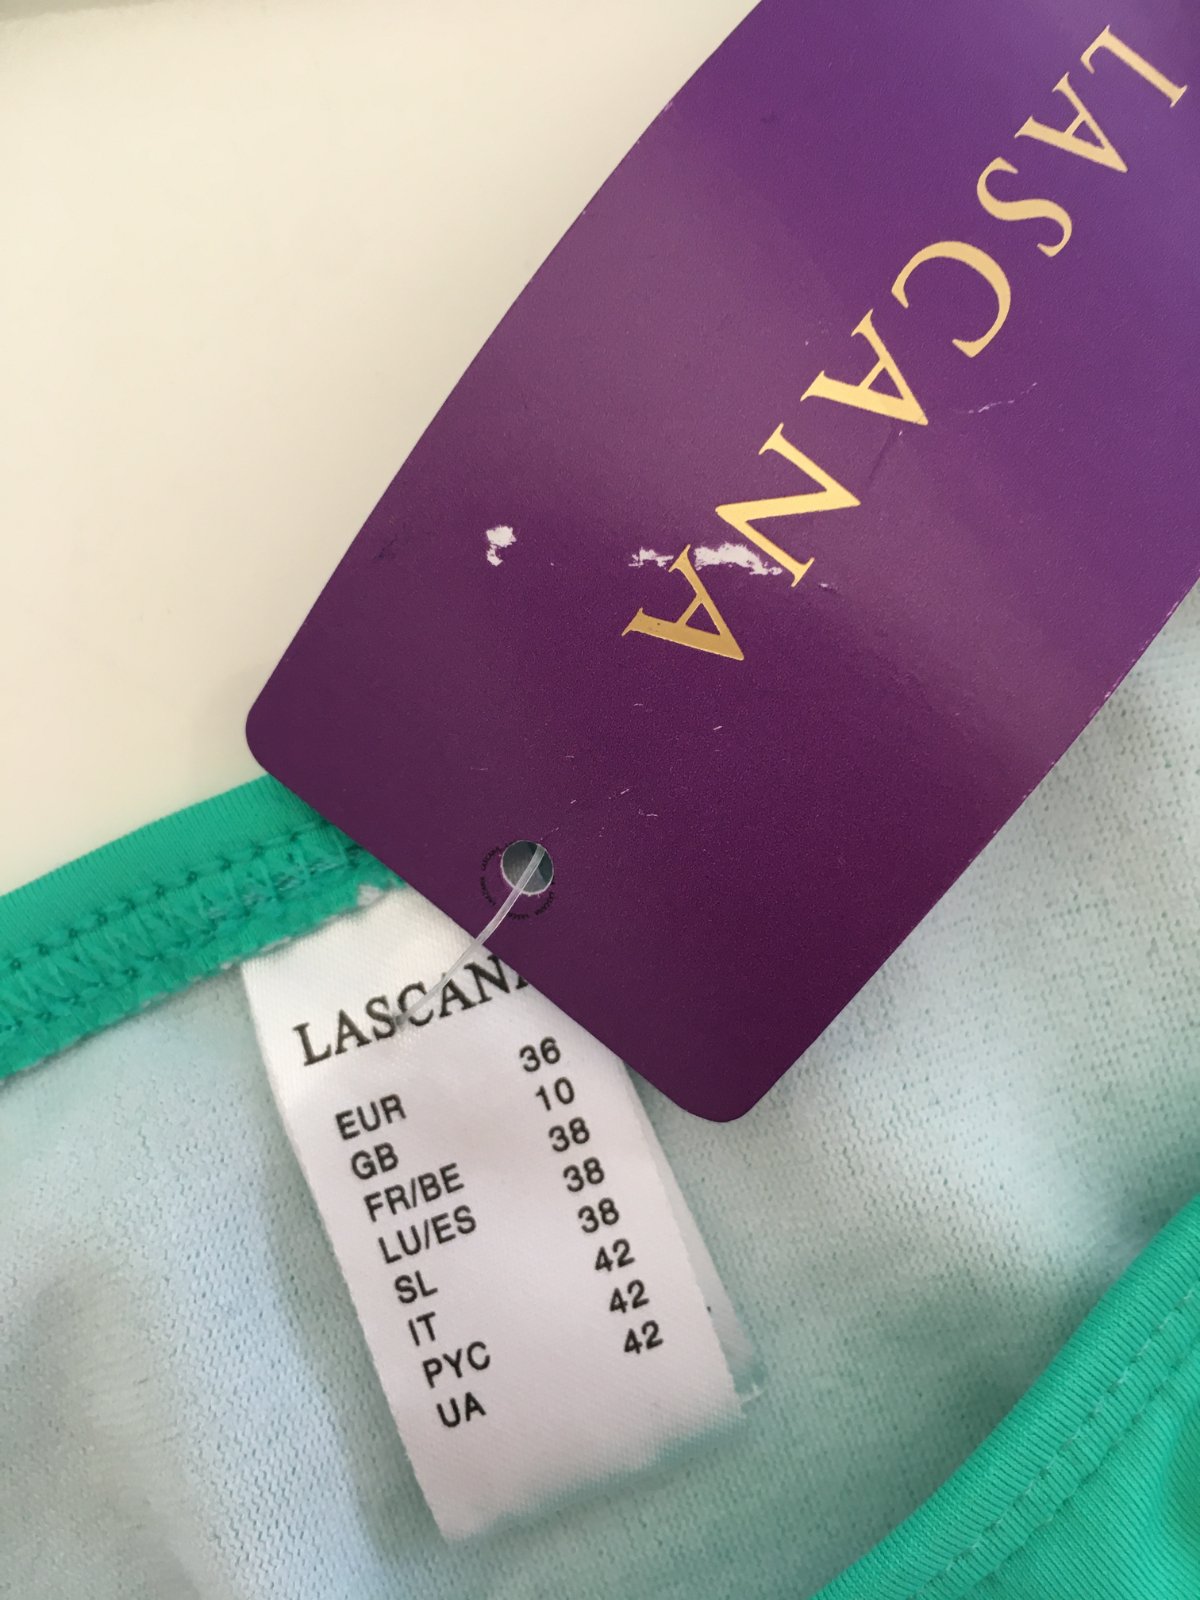 LASCANA
LASCANA
EUR 36
GB 10
FR/BE 38
LU/ES 38
SL 38
IT 42
PYC 42
UA 42